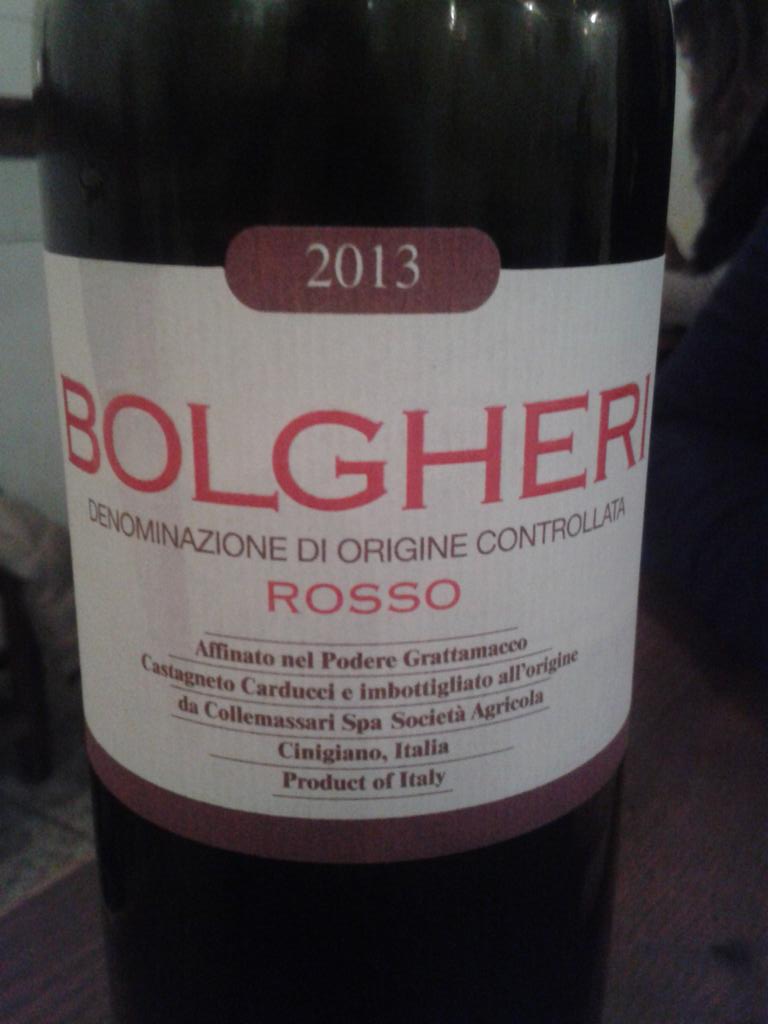 2013
BOLGHERI
DENOMINAZIONE DI ORIGINE CONTROLLATA
ROSSO
Affinato nel Podere Grattamacco
Castagneto Carducci e imbottigliato all'origine
da Collemassari Spa Società Agricola
Cinigiano, Italia
Product of Italy